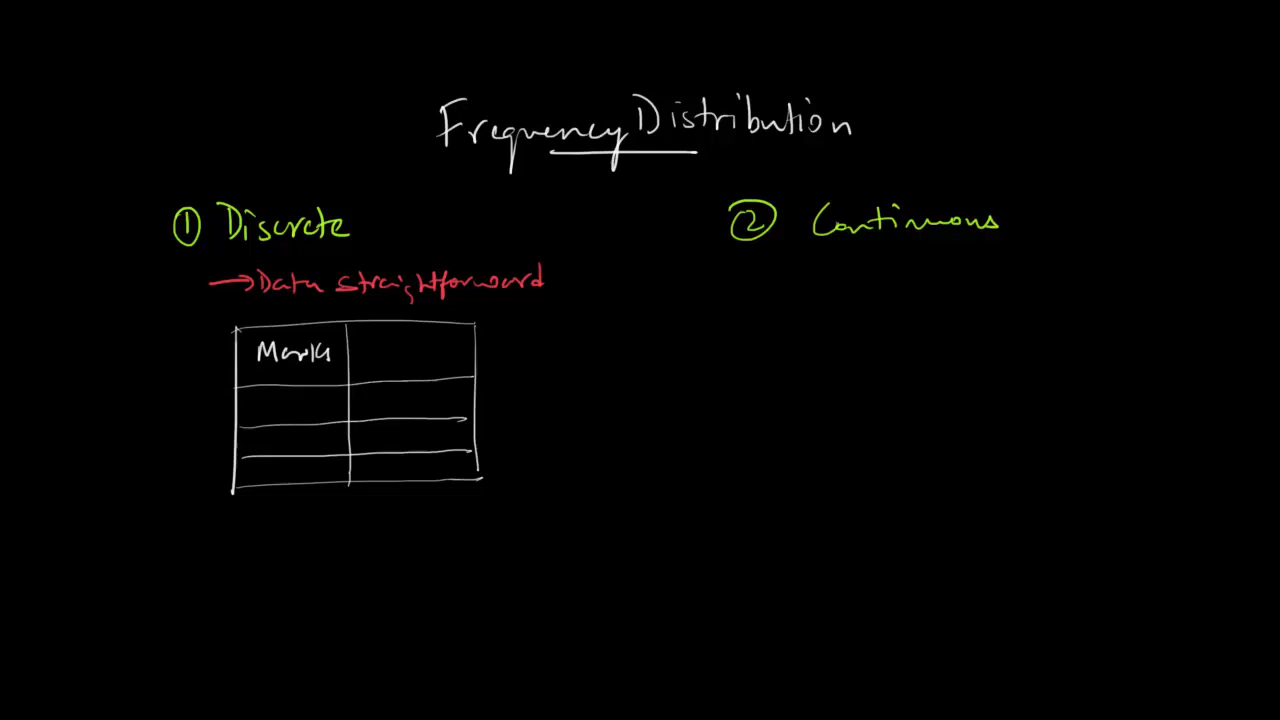 Frequency Distribution
① Discrete
② Continuous
→ Data straightforward
Marks